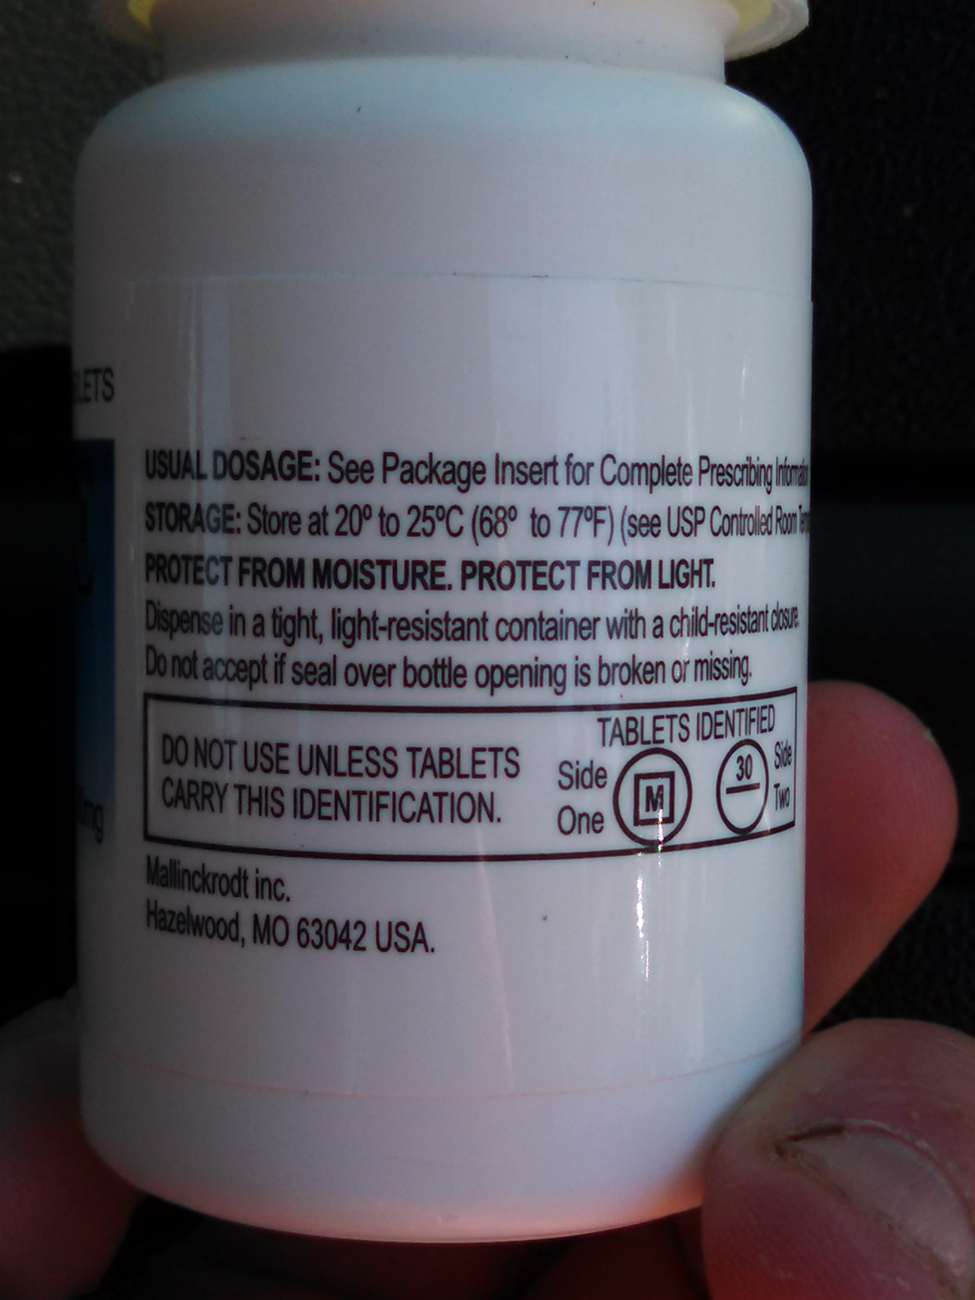 USUAL DOSAGE: See Package Insert for Complete Prescribing
STORAGE: Store at 20º to 25ºC (68º to 77ºF) (see USP Controlled Room
PROTECT FROM MOISTURE. PROTECT FROM LIGHT.
Dispense in a tight, light-resistant container with a child-resistant closure.
Do not accept if seal over bottle opening is broken or missing.
DO NOT USE UNLESS TABLETS
CARRY THIS IDENTIFICATION.
TABLETS IDENTIFIED
Side
One
M
30
Side
Two
Mallinckrodt inc.
Hazelwood, MO 63042 USA.